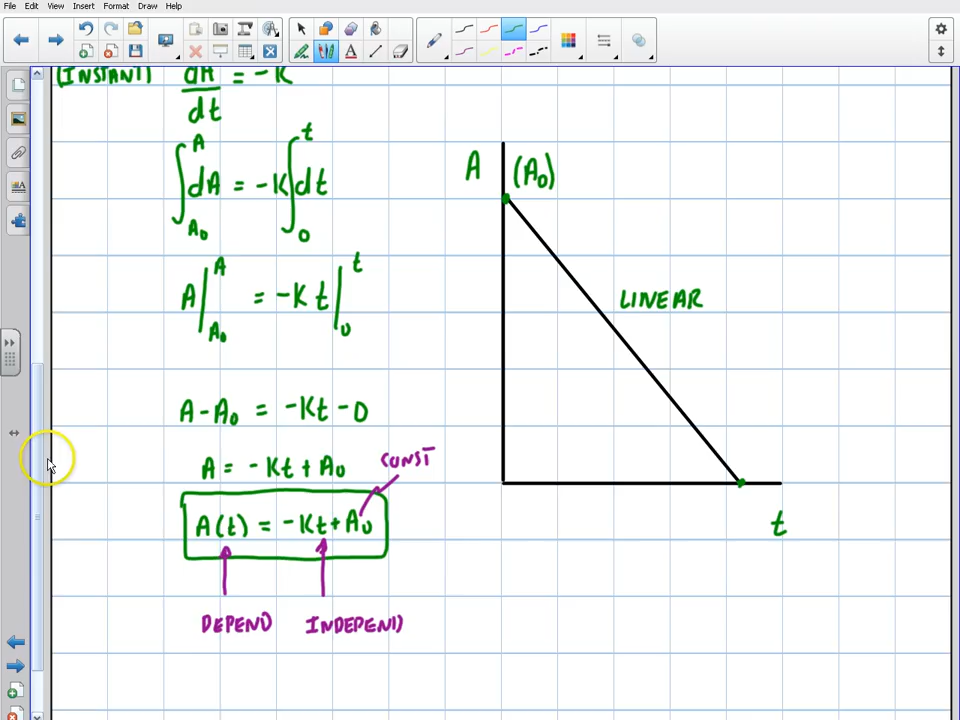 File Edit View Insert Format Draw Help
(INSTANT) dA/dt = -K
∫ A₀ A dA = -K ∫ 0 t dt
A | A₀ A = -Kt | 0 t
A - A₀ = -Kt - 0
A = -Kt + A₀
CONST
A(t) = -Kt + A₀
DEPEND INDEPEND
A (A₀)
LINEAR
t